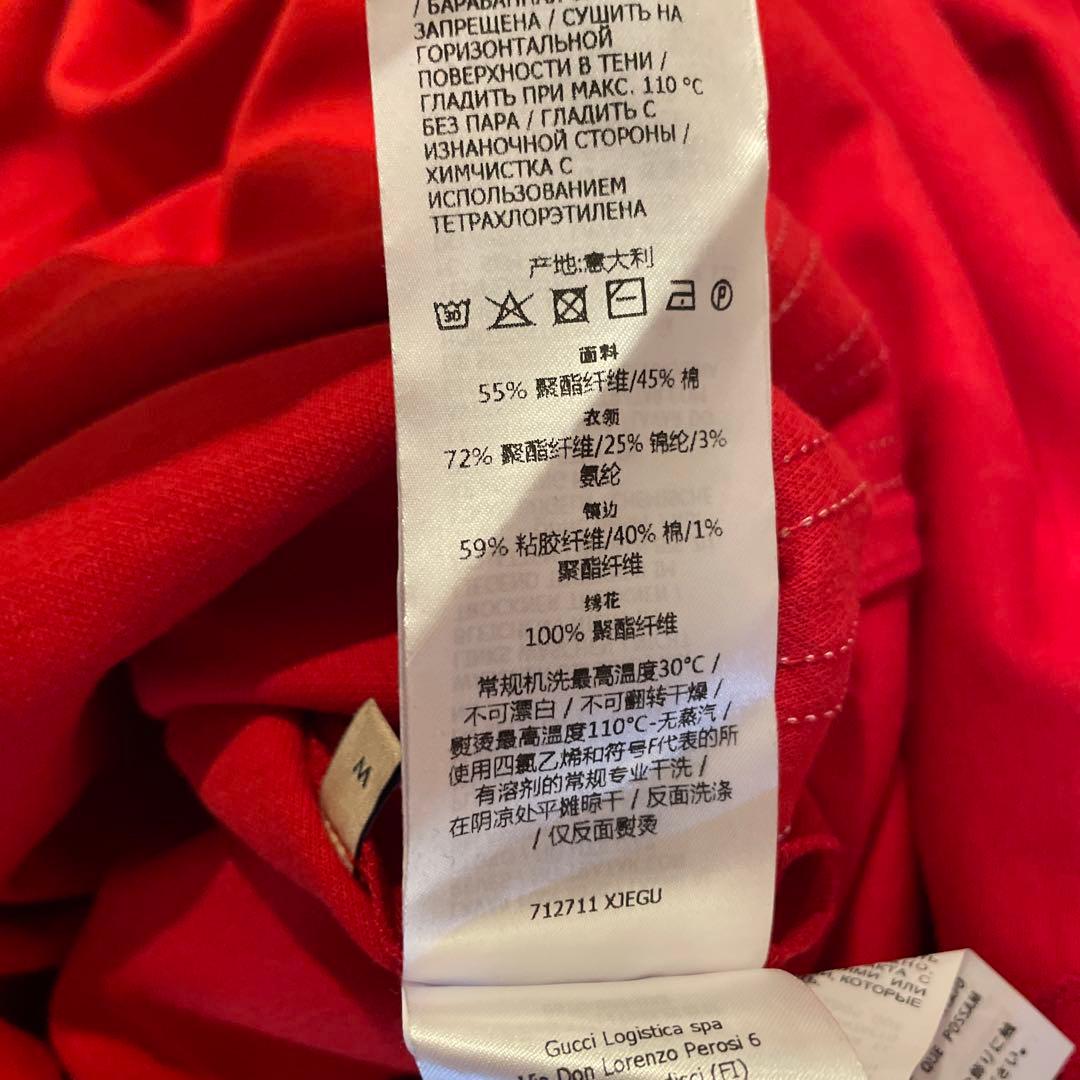 ЗАПРЕЩЕНА / СУШИТЬ НА
ГОРИЗОНТАЛЬНОЙ
ПОВЕРХНОСТИ В ТЕНИ /
ГЛАДИТЬ ПРИ МАКС. 110 °C
БЕЗ ПАРА / ГЛАДИТЬ С
ИЗНАНОЧНОЙ СТОРОНЫ /
ХИМЧИСТКА С
ИСПОЛЬЗОВАНИЕМ
ТЕТРАХЛОРЭТИЛЕНА
产地:意大利
30
P
面料
55% 聚酯纤维/45% 棉
衣领
72% 聚酯纤维/25% 锦纶/3%
氨纶
镶边
59% 粘胶纤维/40% 棉/1%
聚酯纤维
绣花
100% 聚酯纤维
常规机洗最高温度30°C /
不可漂白 / 不可翻转干燥 /
熨烫最高温度110°C-无蒸汽 /
使用四氯乙烯和符号F代表的所
有溶剂的常规专业干洗 /
在阴凉处平摊晾干 / 反面洗涤
/ 仅反面熨烫
712711 XJEGU
M
Gucci Logistica spa
Via Don Lorenzo Perosi 6
(FI)
ИЛИ
КОТОРЫЕ
QUE POSSAM